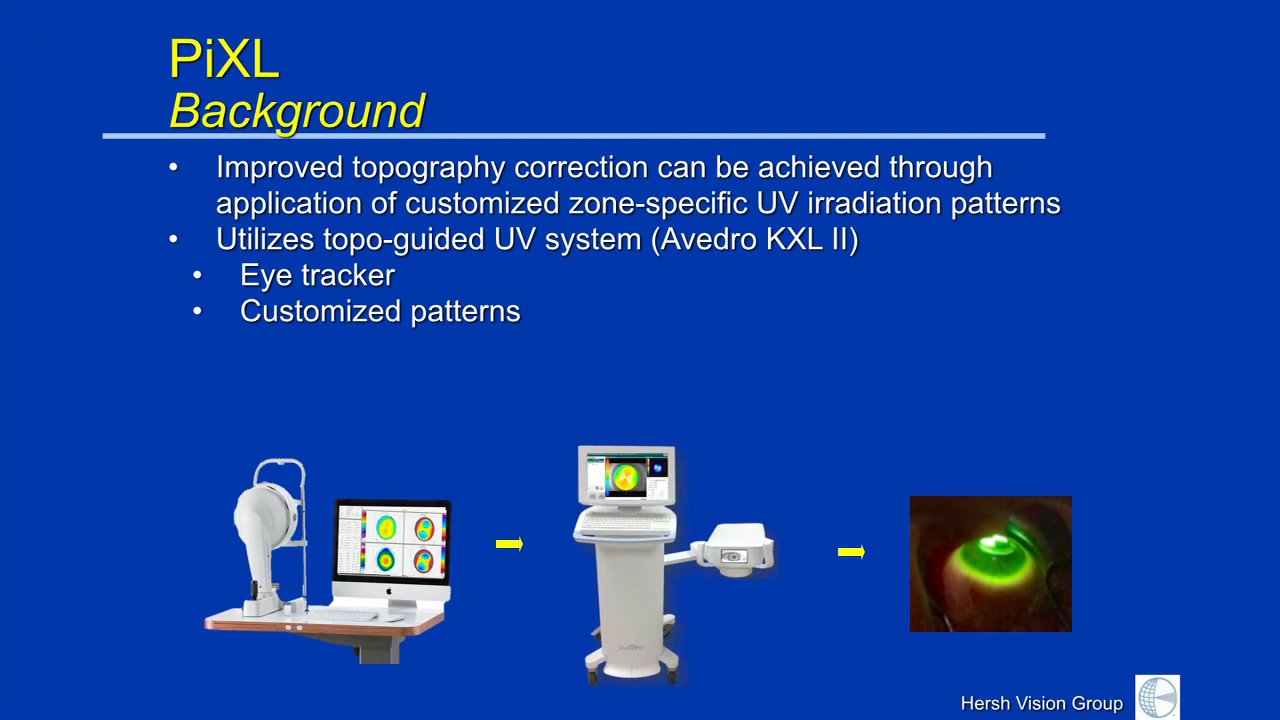 PiXL
Background
• Improved topography correction can be achieved through
application of customized zone-specific UV irradiation patterns
• Utilizes topo-guided UV system (Avedro KXL II)
• Eye tracker
• Customized patterns
Hersh Vision Group